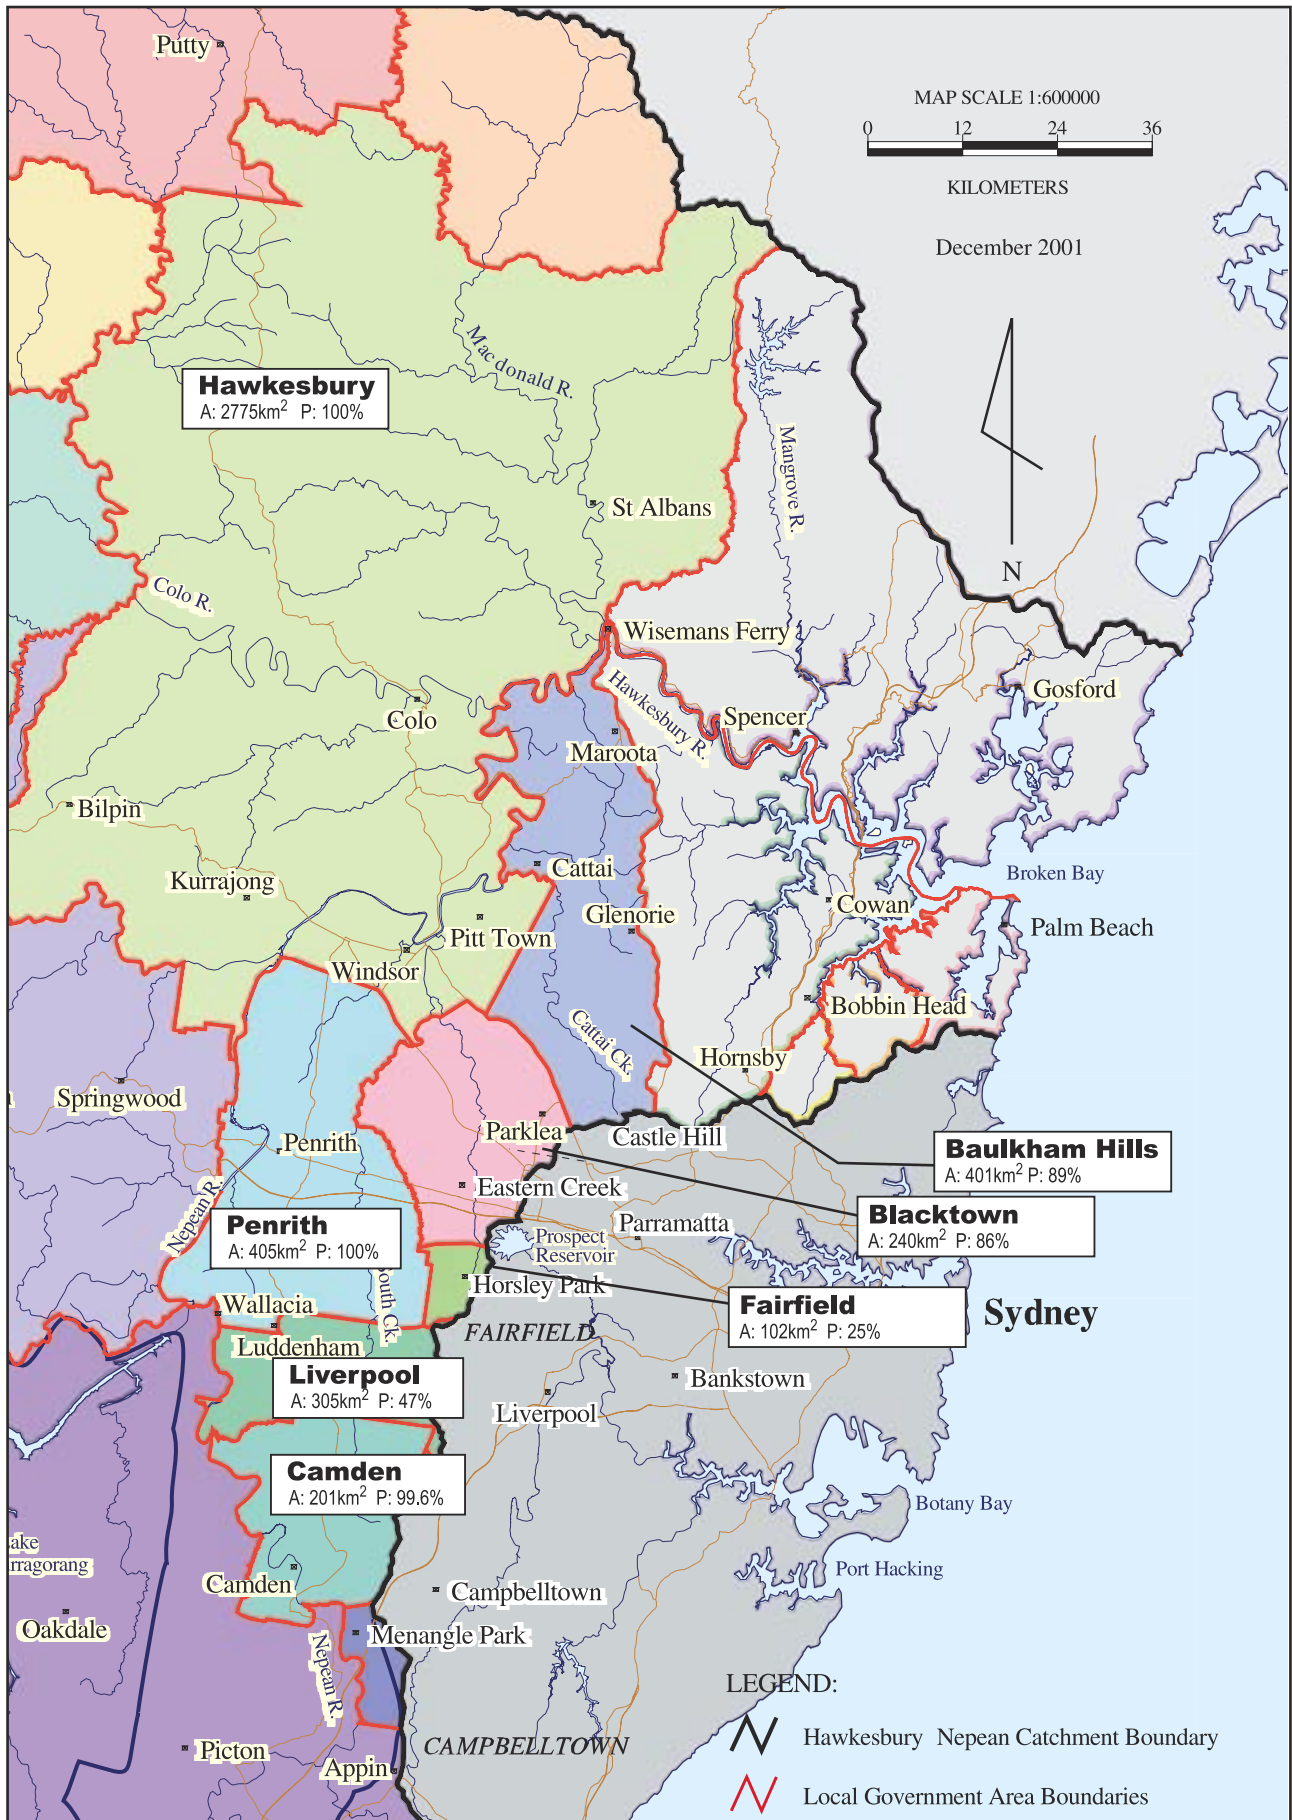 Putty
MAP SCALE 1:600000
0 12 24 36
KILOMETERS
December 2001
Macdonald R.
Hawkesbury
A: 2775km² P: 100%
Mangrove R.
St Albans
N
Colo R.
Wisemans Ferry
Hawkesbury R.
Gosford
Colo
Spencer
Maroota
Bilpin
Cattai
Broken Bay
Kurrajong
Cowan
Glenorie
Palm Beach
Pitt Town
Windsor
Bobbin Head
Cattai Ck.
Hornsby
Springwood
Parklea
Castle Hill
Penrith
Baulkham Hills
A: 401km² P: 89%
Eastern Creek
Nepean R.
Blacktown
A: 240km² P: 86%
Penrith
A: 405km² P: 100%
Parramatta
Prospect
Reservoir
Horsley Park
South Ck.
Wallacia
Fairfield
A: 102km² P: 25%
Sydney
FAIRFIELD
Luddenham
Liverpool
A: 305km² P: 47%
Bankstown
Liverpool
Camden
A: 201km² P: 99.6%
Botany Bay
Port Hacking
Camden
Campbelltown
Oakdale
Menangle Park
Nepean R.
LEGEND:
Hawkesbury Nepean Catchment Boundary
Picton
CAMPBELLTOWN
Appin
Local Government Area Boundaries